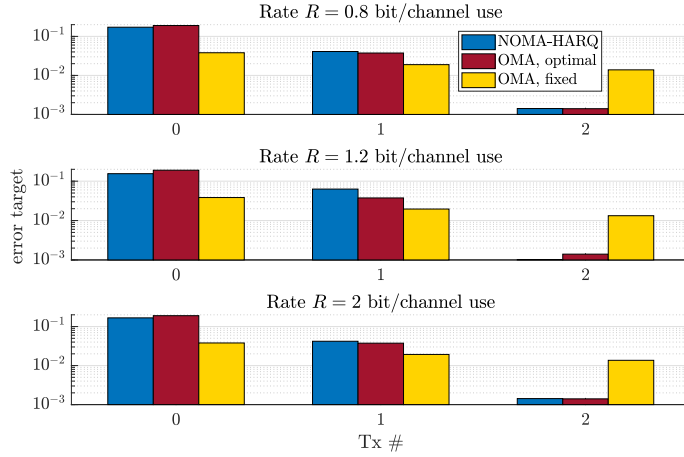 Rate R = 0.8 bit/channel use
10⁻¹
10⁻²
10⁻³
NOMA-HARQ
OMA, optimal
OMA, fixed
0 1 2
Rate R = 1.2 bit/channel use
error target
10⁻¹
10⁻²
10⁻³
0 1 2
Rate R = 2 bit/channel use
10⁻¹
10⁻²
10⁻³
0 1 2
Tx #